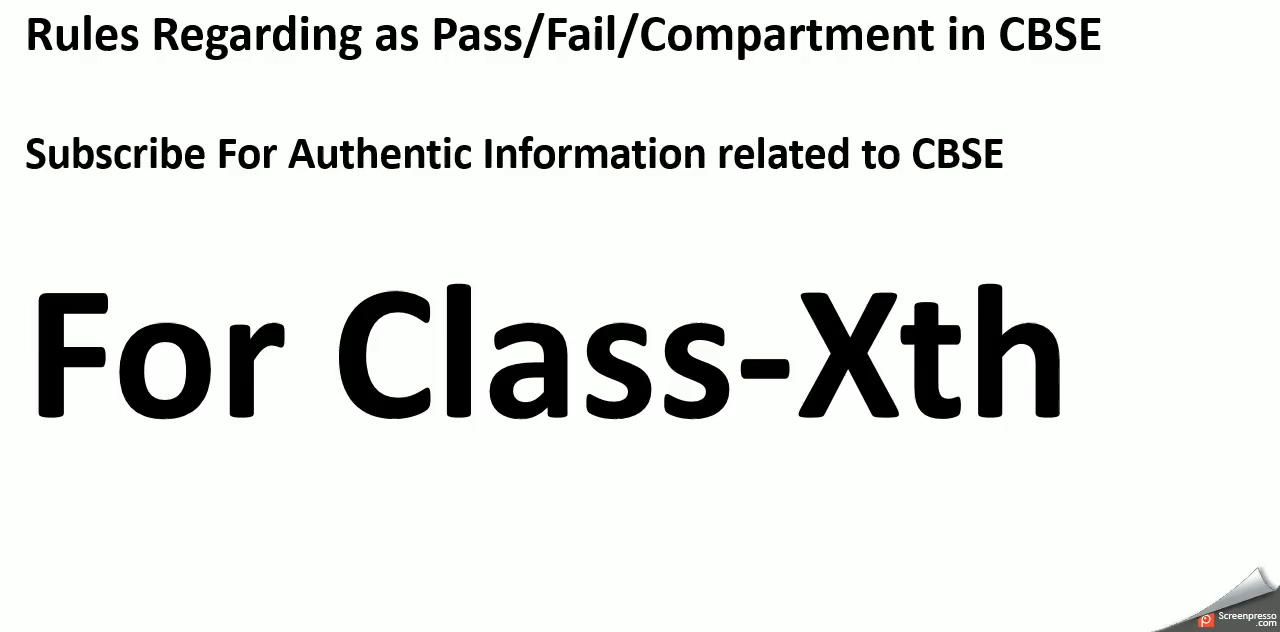 Rules Regarding as Pass/Fail/Compartment in CBSE
Subscribe For Authentic Information related to CBSE
For Class-Xth
Screenpresso
.com